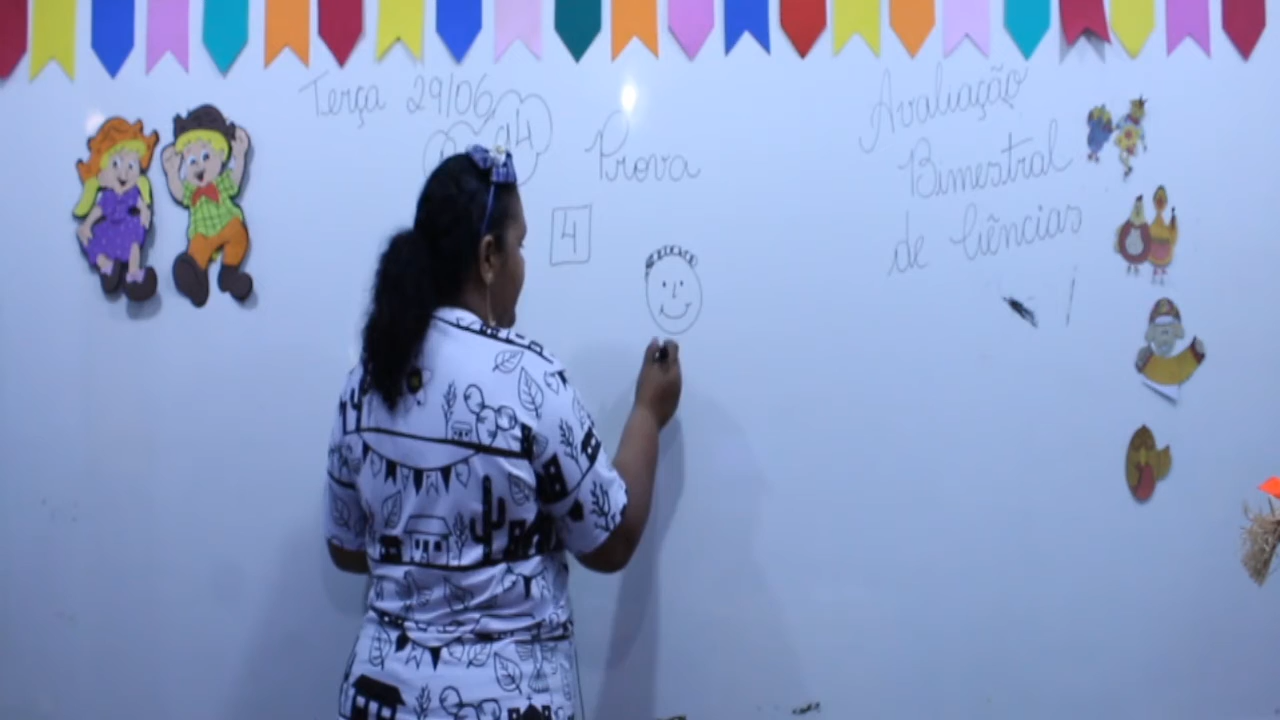 Terça 29/06
Prova
4
Avaliação
Bimestral
de Ciências